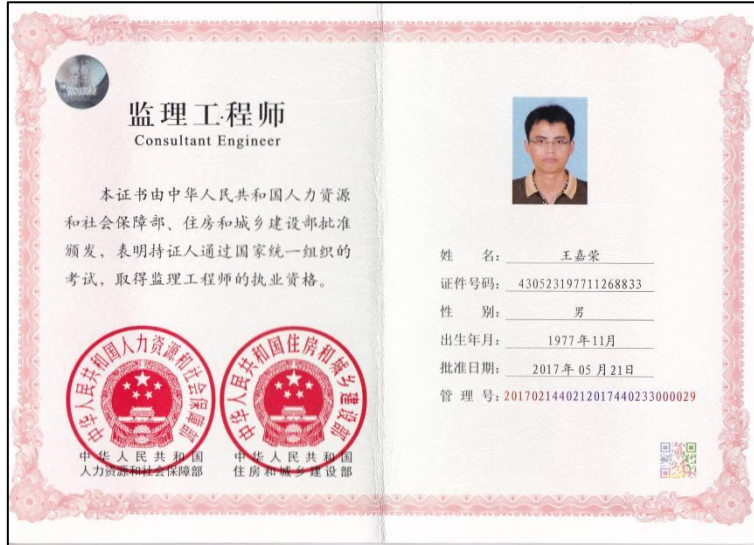 监理工程师
Consultant Engineer
本证书由中华人民共和国人力资源
和社会保障部、住房和城乡建设部批准
颁发，表明持证人通过国家统一组织的
考试，取得监理工程师的执业资格。
中华人民共和国人力资源和社会保障部
中华人民共和国住房和城乡建设部
中华人民共和国
人力资源和社会保障部
中华人民共和国
住房和城乡建设部
姓 名：王嘉荣
证件号码：430523197711268833
性 别：男
出生年月：1977年11月
批准日期：2017年05月21日
管 理 号：2017021440212017440233000029